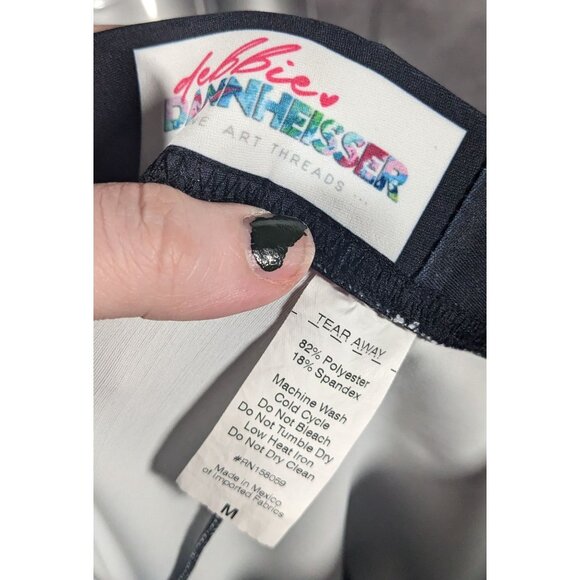 debbie
DANNHEISSER
ART THREADS ...
TEAR AWAY
82% Polyester
18% Spandex
Machine Wash
Cold Cycle
Do Not Bleach
Do Not Tumble Dry
Low Heat Iron
Do Not Dry Clean
#RN158069
Made in Mexico
of Imported Fabrics
M